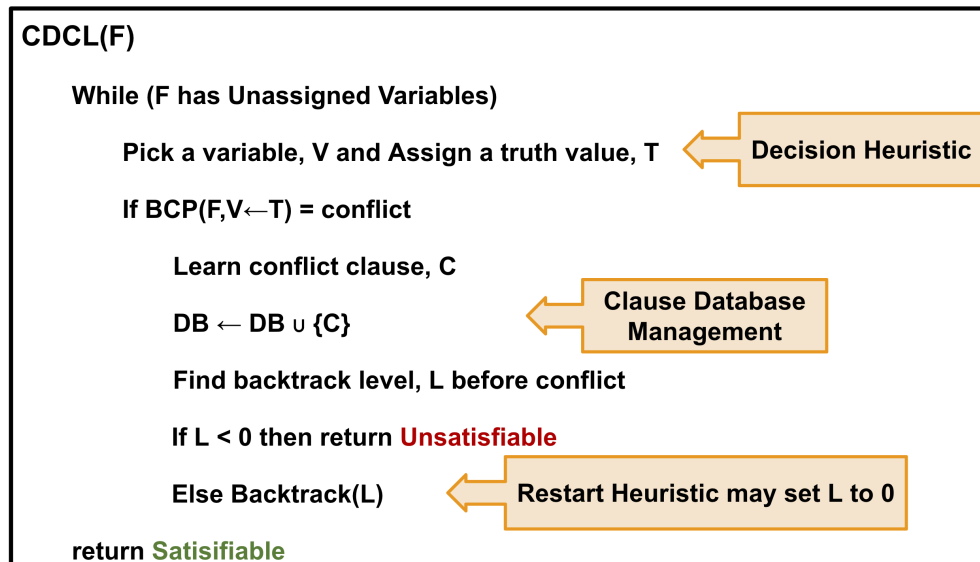 CDCL(F)
While (F has Unassigned Variables)
Pick a variable, V and Assign a truth value, T
Decision Heuristic
If BCP(F,V←T) = conflict
Learn conflict clause, C
Clause Database
Management
DB ← DB ∪ {C}
Find backtrack level, L before conflict
If L < 0 then return Unsatisfiable
Else Backtrack(L)
Restart Heuristic may set L to 0
return Satisifiable